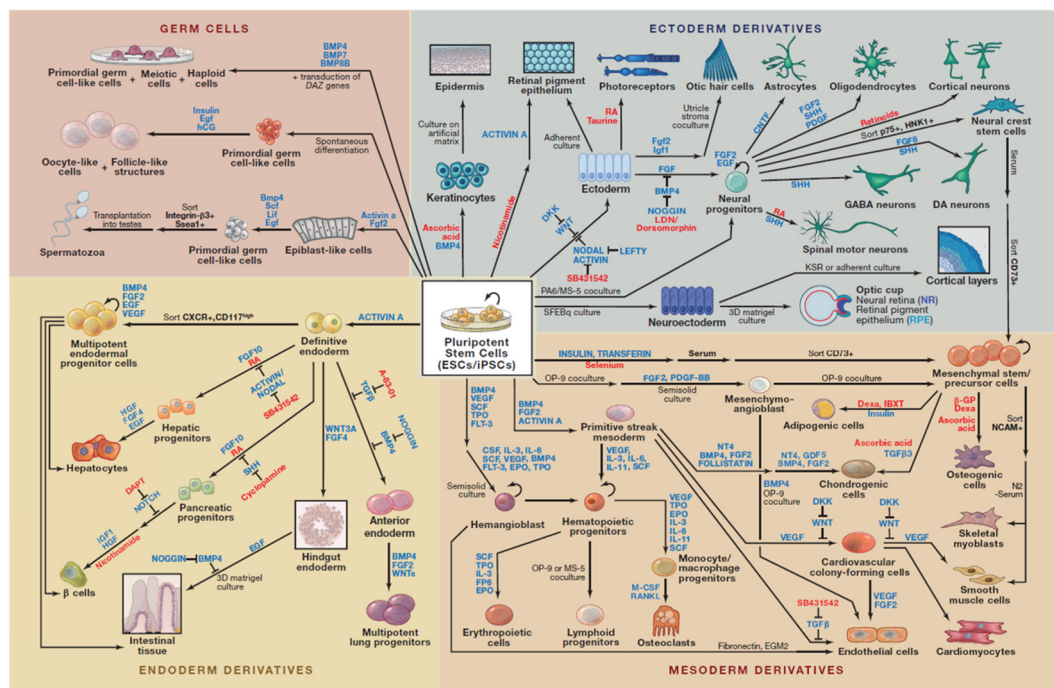 GERM CELLS
BMP4
BMP7
BMP8B
+ transduction of
DAZ genes
Primordial germ
cell-like cells
+
Meiotic
cells
+
Haploid
cells
Insulin
Egf
hCG
Oocyte-like
cells
+
Follicle-like
structures
Primordial germ
cell-like cells
Spontaneous
differentiation
Spermatozoa
Transplantation
into testes
Sort
Integrin-β3+
Ssea1+
Bmp4
Scf
Lif
Egf
Primordial germ
cell-like cells
Epiblast-like cells
Activin a
Fgf2
ECTODERM DERIVATIVES
Epidermis
Retinal pigment
epithelium
Photoreceptors
Otic hair cells
Astrocytes
Oligodendrocytes
Cortical neurons
Culture on
artificial
matrix
ACTIVIN A
Adherent
culture
RA
Taurine
Utricle
stroma
coculture
CNTF
FGF2
SHH
PDGF
Retinoids
Sort p75+, HNK1+
Neural crest
stem cells
Keratinocytes
Ectoderm
Fgf2
Igf1
FGF
BMP4
NOGGIN
LDN/
Dorsomorphin
FGF2
EGF
Neural
progenitors
FGF8
SHH
SHH
GABA neurons
DA neurons
Serum
RA
SHH
Spinal motor neurons
Ascorbic
acid
BMP4
Nicotinamide
DKK
WNT
NODAL
ACTIVIN
LEFTY
SB431542
PA6/MS-5 coculture
SFEBq culture
Neuroectoderm
KSR or adherent culture
Cortical layers
3D matrigel
culture
Optic cup
Neural retina (NR)
Retinal pigment
epithelium (RPE)
Sort CD73+
Pluripotent
Stem Cells
(ESCs/iPSCs)
BMP4
FGF2
EGF
VEGF
Multipotent
endodermal
progenitor cells
Sort CXCR+,CD117high
Definitive
endoderm
ACTIVIN A
FGF10
RA
ACTIVIN/
NODAL
SB431542
HGF
FGF4
EGF
Hepatic
progenitors
Hepatocytes
FGF10
RA
SHH
Cyclopamine
DAPT
NOTCH
Pancreatic
progenitors
IGF1
HGF
Nicotinamide
β cells
WNT3A
FGF4
Hindgut
endoderm
EGF
NOGGIN
BMP4
3D matrigel
culture
Intestinal
tissue
A-83-01
TGFβ
NOGGIN
BMP4
Anterior
endoderm
BMP4
FGF2
WNTs
Multipotent
lung progenitors
ENDODERM DERIVATIVES
INSULIN, TRANSFERIN
Selenium
Serum
Sort CD73+
Mesenchymal stem/
precursor cells
OP-9 coculture
FGF2, PDGF-BB
Semisolid
culture
Mesenchymo-
angioblast
OP-9 coculture
BMP4
VEGF
SCF
TPO
FLT-3
BMP4
FGF2
ACTIVIN A
Primitive streak
mesoderm
Dexa, IBXT
Insulin
Adipogenic cells
β-GP
Dexa
Ascorbic
acid
Sort
NCAM+
CSF, IL-3, IL-6
SCF, VEGF, BMP4
FLT-3, EPO, TPO
VEGF,
IL-3, IL-6,
IL-11, SCF
NT4
BMP4, FGF2
FOLLISTATIN
NT4, GDF5
BMP4, FGF2
Ascorbic acid
TGFβ3
Chondrogenic
cells
Osteogenic
cells
N2
-Serum
Semisolid
culture
Hemangioblast
Hematopoietic
progenitors
VEGF
TPO
EPO
IL-3
IL-6
IL-11
SCF
BMP4
OP-9
coculture
DKK
WNT
VEGF
DKK
WNT
VEGF
Cardiovascular
colony-forming cells
Skeletal
myoblasts
Smooth
muscle cells
SCF
TPO
IL-3
FP6
EPO
OP-9 or MS-5
coculture
Monocyte/
macrophage
progenitors
M-CSF
RANKL
VEGF
FGF2
SB431542
TGFβ
Erythropoietic
cells
Lymphoid
progenitors
Osteoclasts
Fibronectin, EGM2
Endothelial cells
Cardiomyocytes
MESODERM DERIVATIVES